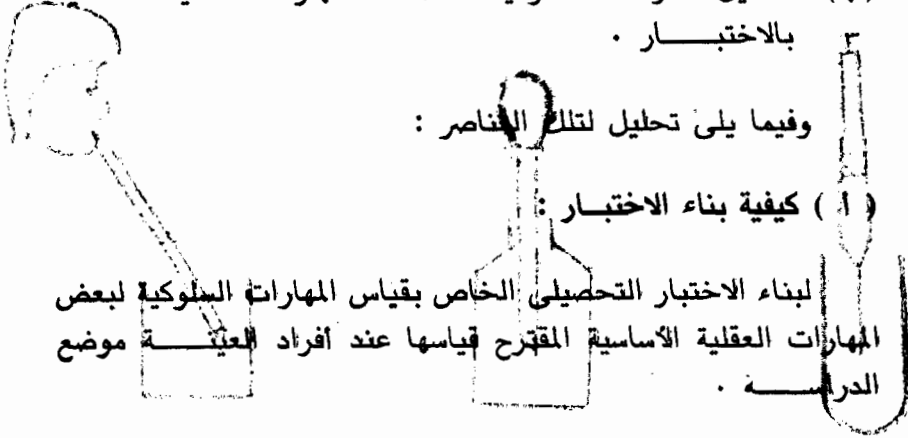 بالاختبـــــار .
وفيما يلى تحليل لتلك العناصر :
( أ ) كيفية بناء الاختبـــار :
لبناء الاختبار التحصيلى الخاص بقياس المهارات السلوكية لبعض
المهارات العقلية الأساسية المقترح قياسها عند أفراد العينـــــة موضع
الدراســـــة .